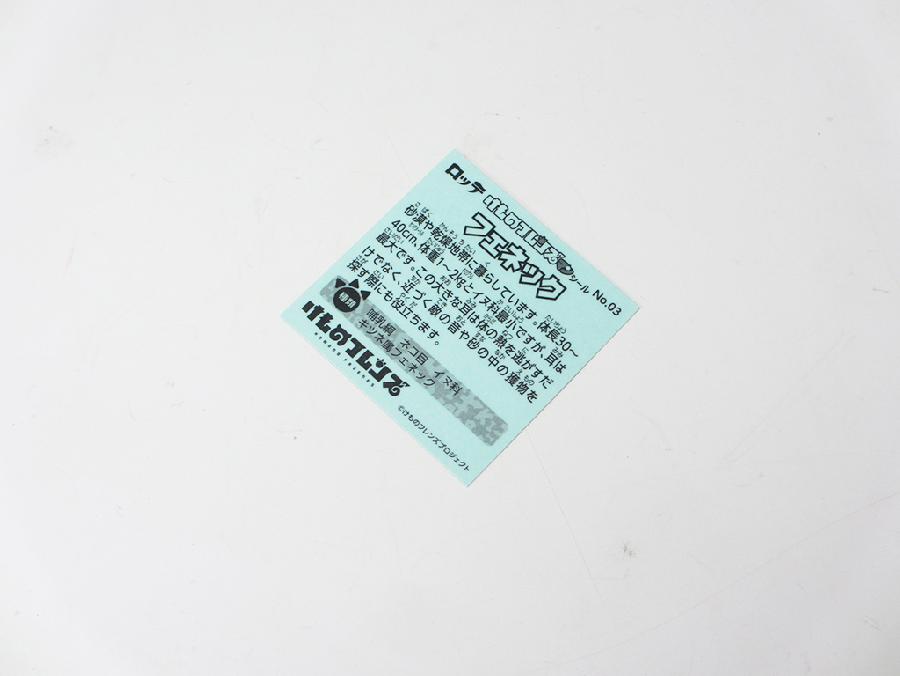 ロッテ
けものフレンズシール No.03
フェネック
砂漠や乾燥地帯に暮らしています。体長30～
40cm、体重1～2kgとイヌ科最小ですが、耳は
最大です。この大きな耳は体の熱を逃がすだ
けでなく、近づく敵の音や砂の中の獲物を
探す際にも役立ちます。
哺乳綱 ネコ目 イヌ科
キツネ属フェネック
けものフレンズ
KEMONO FRIENDS
©けものフレンズプロジェクト